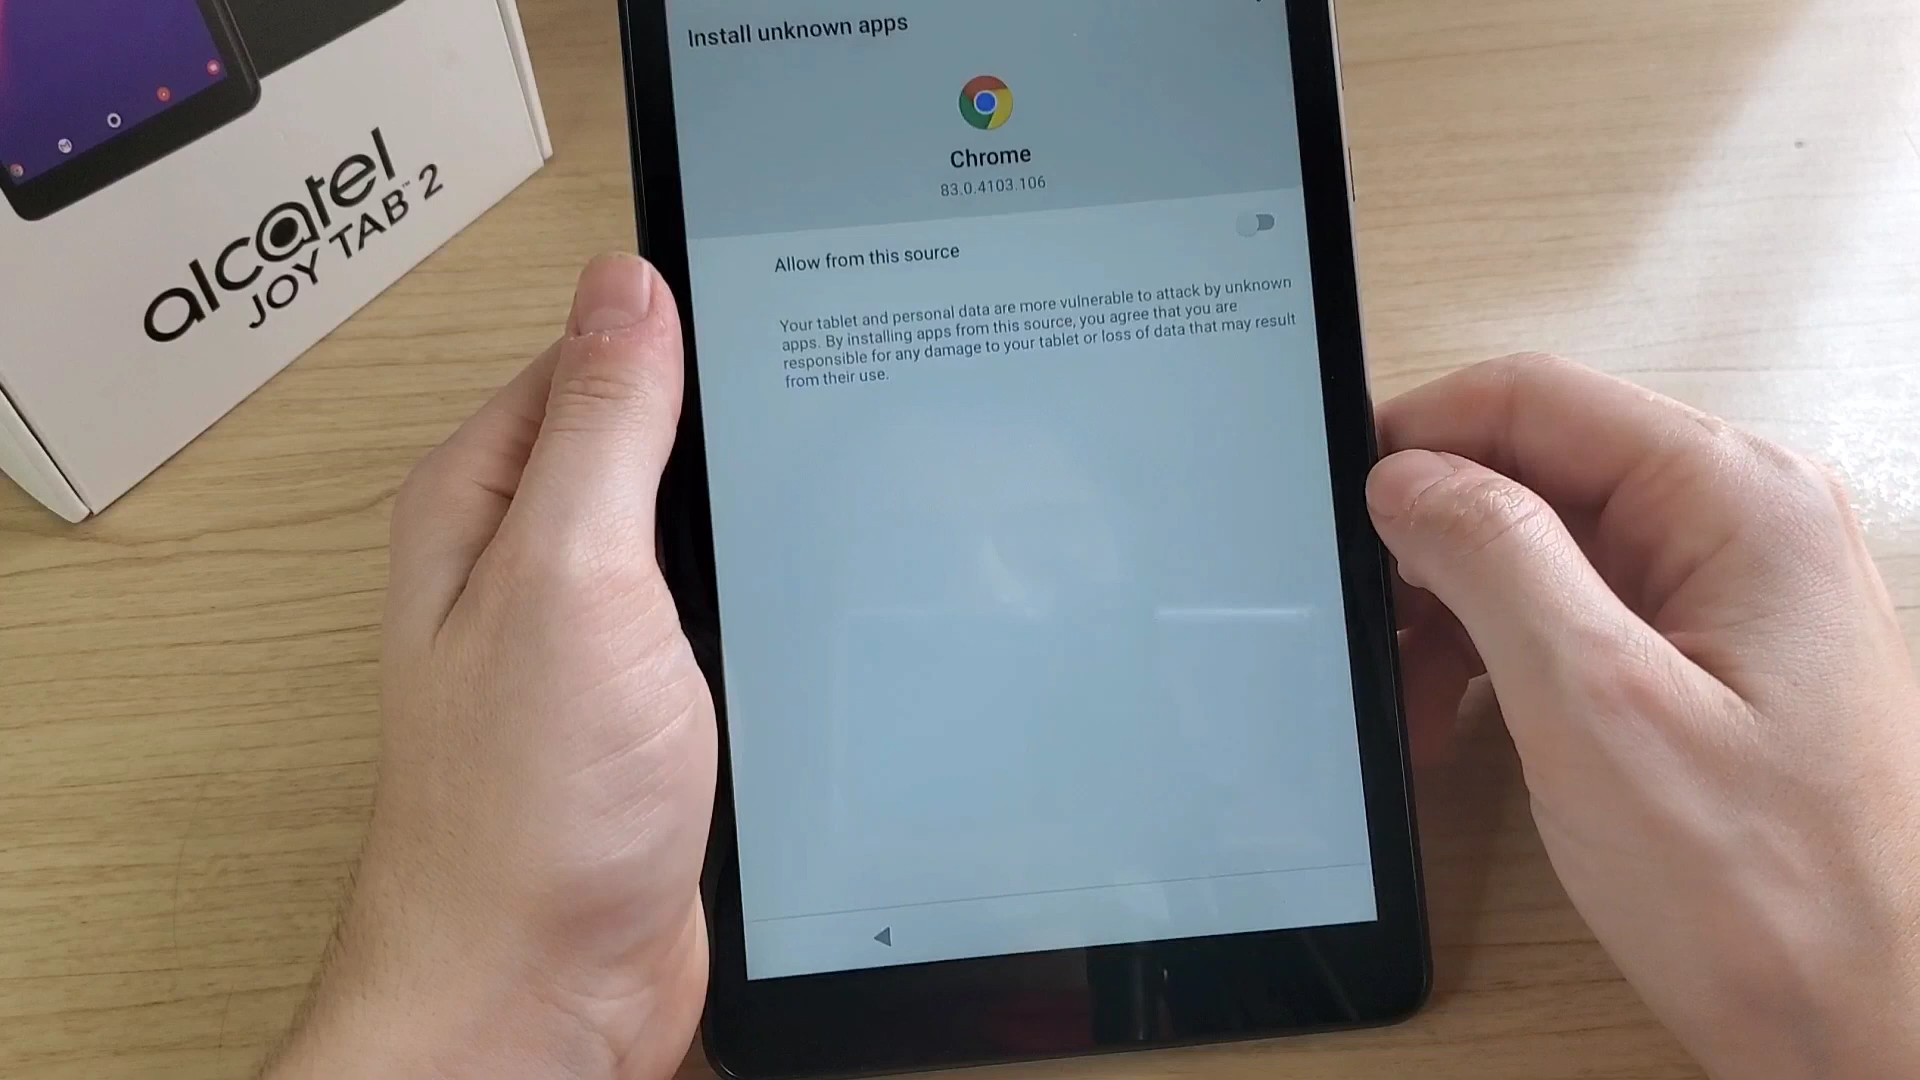 Install unknown apps
Chrome
83.0.4103.106
Allow from this source
Your tablet and personal data are more vulnerable to attack by unknown
apps. By installing apps from this source, you agree that you are
responsible for any damage to your tablet or loss of data that may result
from their use.
alcatel
JOY TAB™ 2